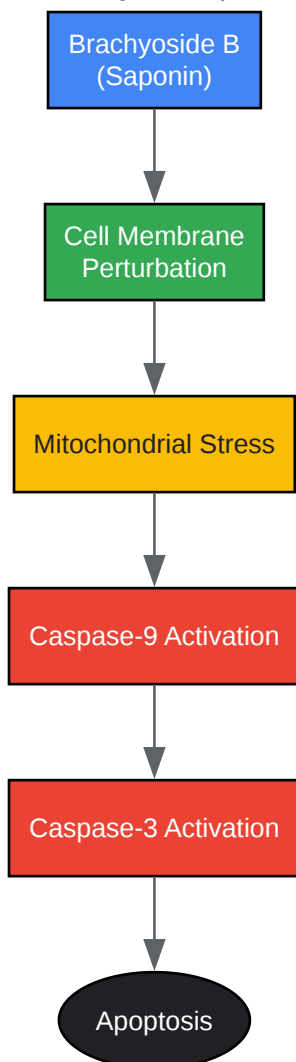 Brachyoside B
(Saponin)
Cell Membrane
Perturbation
Mitochondrial Stress
Caspase-9 Activation
Caspase-3 Activation
Apoptosis